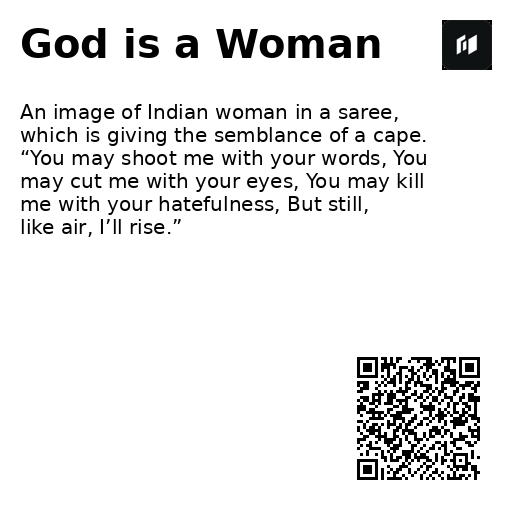 God is a Woman
An image of Indian woman in a saree,
which is giving the semblance of a cape.
“You may shoot me with your words, You
may cut me with your eyes, You may kill
me with your hatefulness, But still,
like air, I’ll rise.”